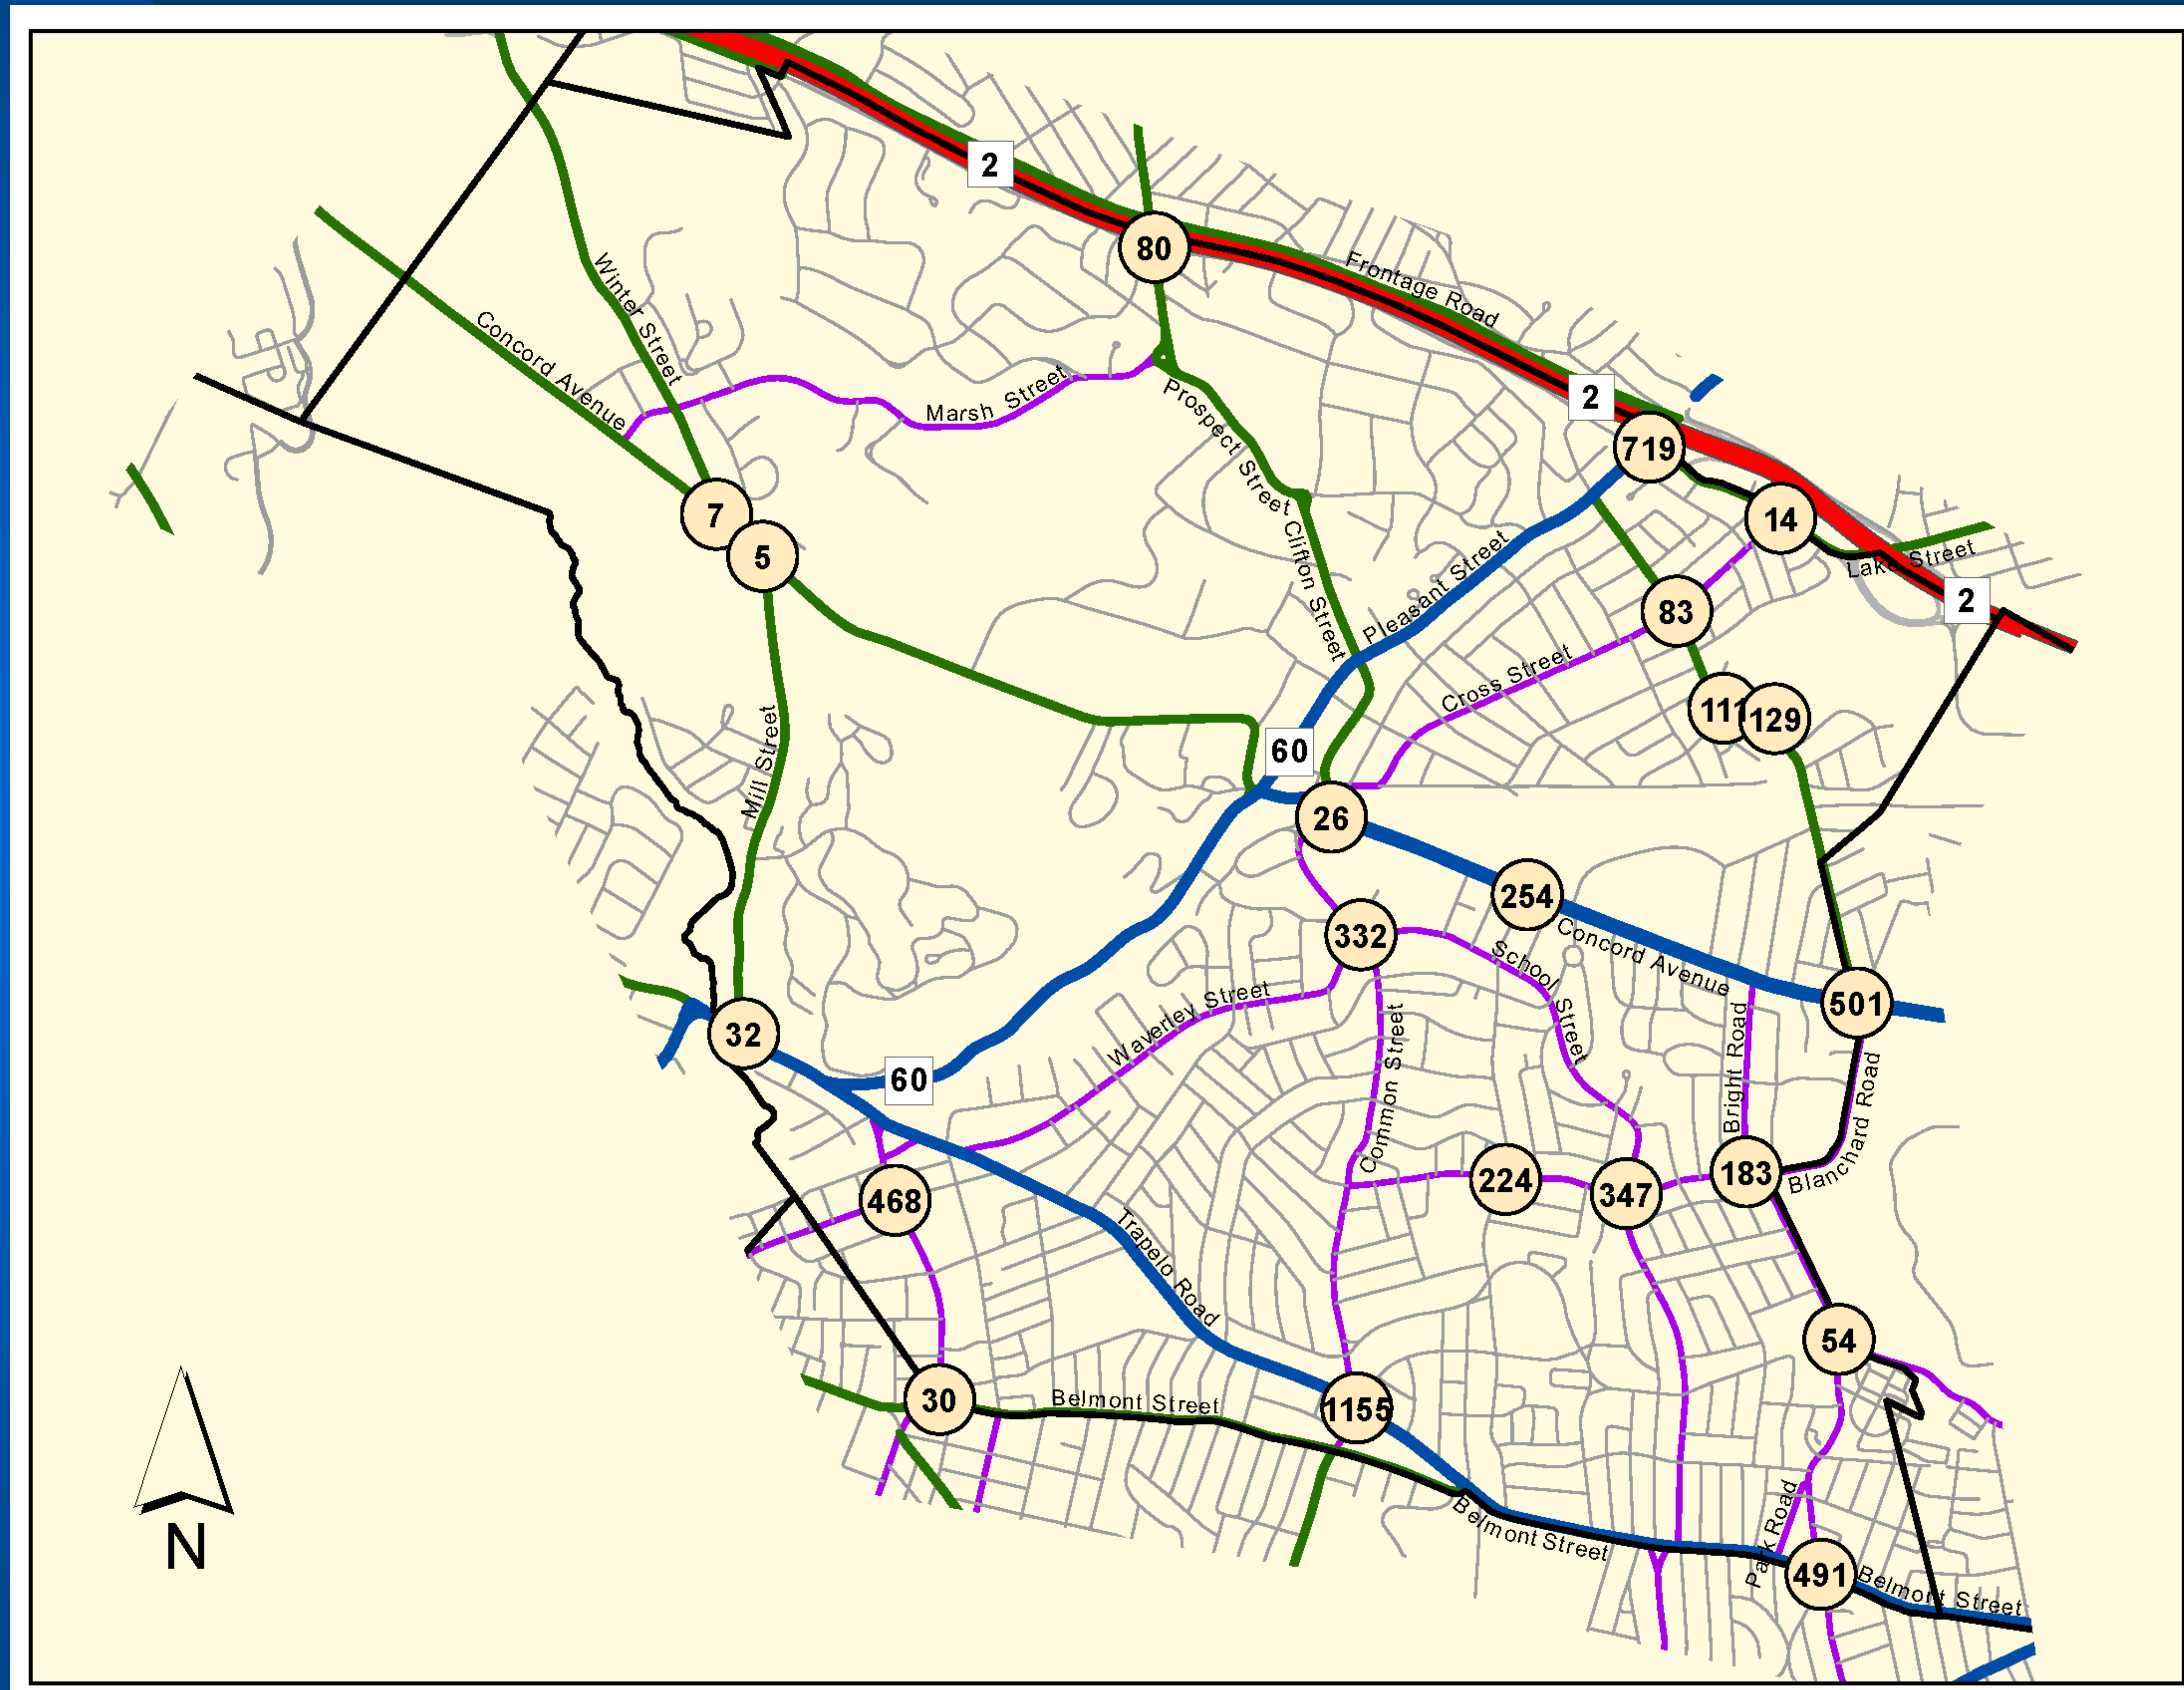 2
80
Frontage Road
Winter Street
Concord Avenue
Marsh Street
Prospect Street
2
719
7
5
14
Lake Street
2
Clifton Street
Pleasant Street
83
Cross Street
111
129
Mill Street
60
26
254
Concord Avenue
332
School Street
501
32
60
Waverley Street
Common Street
Bright Road
Blanchard Road
468
224
347
183
Trapelo Road
54
30
Belmont Street
1155
Belmont Street
Park Road
491
Belmont Street
N